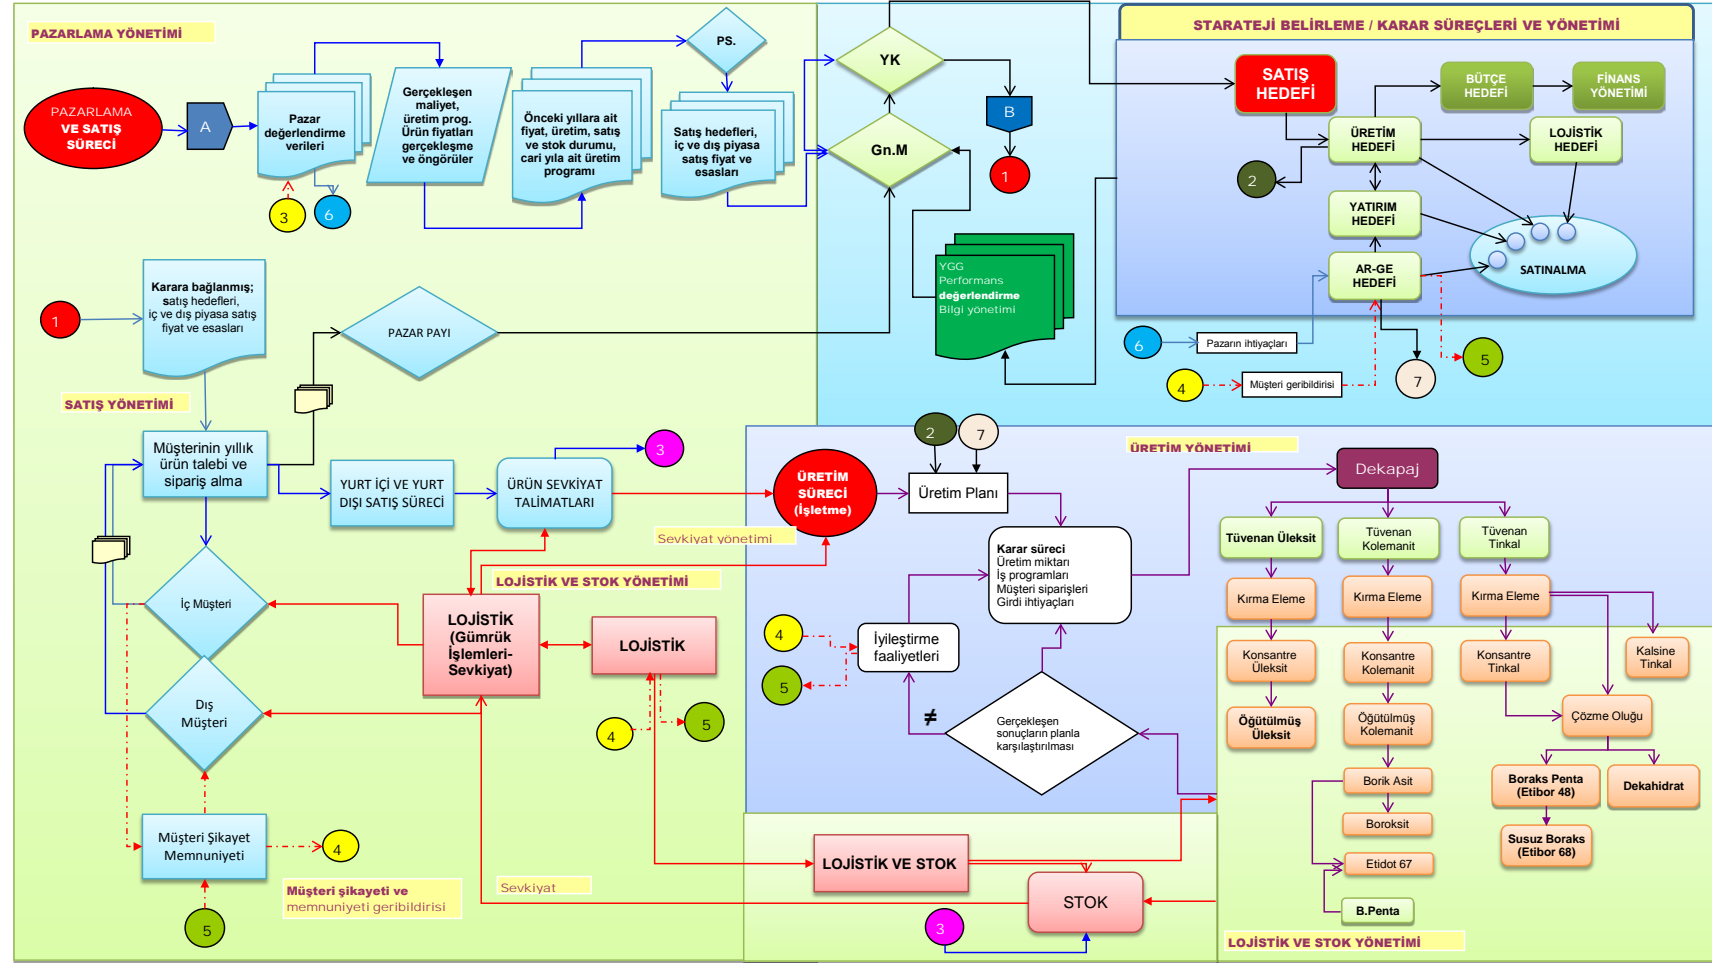 PAZARLAMA YÖNETİMİ
PAZARLAMA
VE SATIŞ
SÜRECİ
A
Pazar
değerlendirme
verileri
3
6
Gerçekleşen
maliyet,
üretim prog.
Ürün fiyatları
gerçekleşme
ve öngörüler
Önceki yıllara ait
fiyat, üretim, satış
ve stok durumu,
cari yıla ait üretim
programı
PS.
Satış hedefleri,
iç ve dış piyasa
satış fiyat ve
esasları
YK
Gn.M
B
1
YGG
Performans
değerlendirme
Bilgi yönetimi
STARATEJİ BELİRLEME / KARAR SÜREÇLERİ VE YÖNETİMİ
SATIŞ
HEDEFİ
BÜTÇE
HEDEFİ
FİNANS
YÖNETİMİ
ÜRETİM
HEDEFİ
LOJİSTİK
HEDEFİ
2
YATIRIM
HEDEFİ
AR-GE
HEDEFİ
SATINALMA
6
Pazarın ihtiyaçları
4
Müşteri geribildirisi
7
5
1
Karara bağlanmış;
satış hedefleri,
iç ve dış piyasa satış
fiyat ve esasları
PAZAR PAYI
SATIŞ YÖNETİMİ
Müşterinin yıllık
ürün talebi ve
sipariş alma
YURT İÇİ VE YURT
DIŞI SATIŞ SÜRECİ
ÜRÜN SEVKİYAT
TALİMATLARI
3
Sevkiyat yönetimi
LOJİSTİK VE STOK YÖNETİMİ
İç Müşteri
LOJİSTİK
(Gümrük
İşlemleri-
Sevkiyat)
LOJİSTİK
Dış
Müşteri
4
5
Müşteri Şikayet
Memnuniyeti
4
Müşteri şikayeti ve
memnuniyeti geribildirisi
5
Sevkiyat
ÜRETİM YÖNETİMİ
2
7
ÜRETİM
SÜRECİ
(İşletme)
Üretim Planı
Karar süreci
Üretim miktarı
İş programları
Müşteri siparişleri
Girdi ihtiyaçları
4
5
İyileştirme
faaliyetleri
≠
Gerçekleşen
sonuçların planla
karşılaştırılması
Dekapaj
Tüvenan Üleksit
Tüvenan
Kolemanit
Tüvenan
Tinkal
Kırma Eleme
Kırma Eleme
Kırma Eleme
Konsantre
Üleksit
Konsantre
Kolemanit
Konsantre
Tinkal
Kalsine
Tinkal
Öğütülmüş
Üleksit
Öğütülmüş
Kolemanit
Çözme Oluğu
Borik Asit
Boraks Penta
(Etibor 48)
Dekahidrat
Boroksit
Susuz Boraks
(Etibor 68)
Etidot 67
B.Penta
LOJİSTİK VE STOK YÖNETİMİ
LOJİSTİK VE STOK
STOK
3